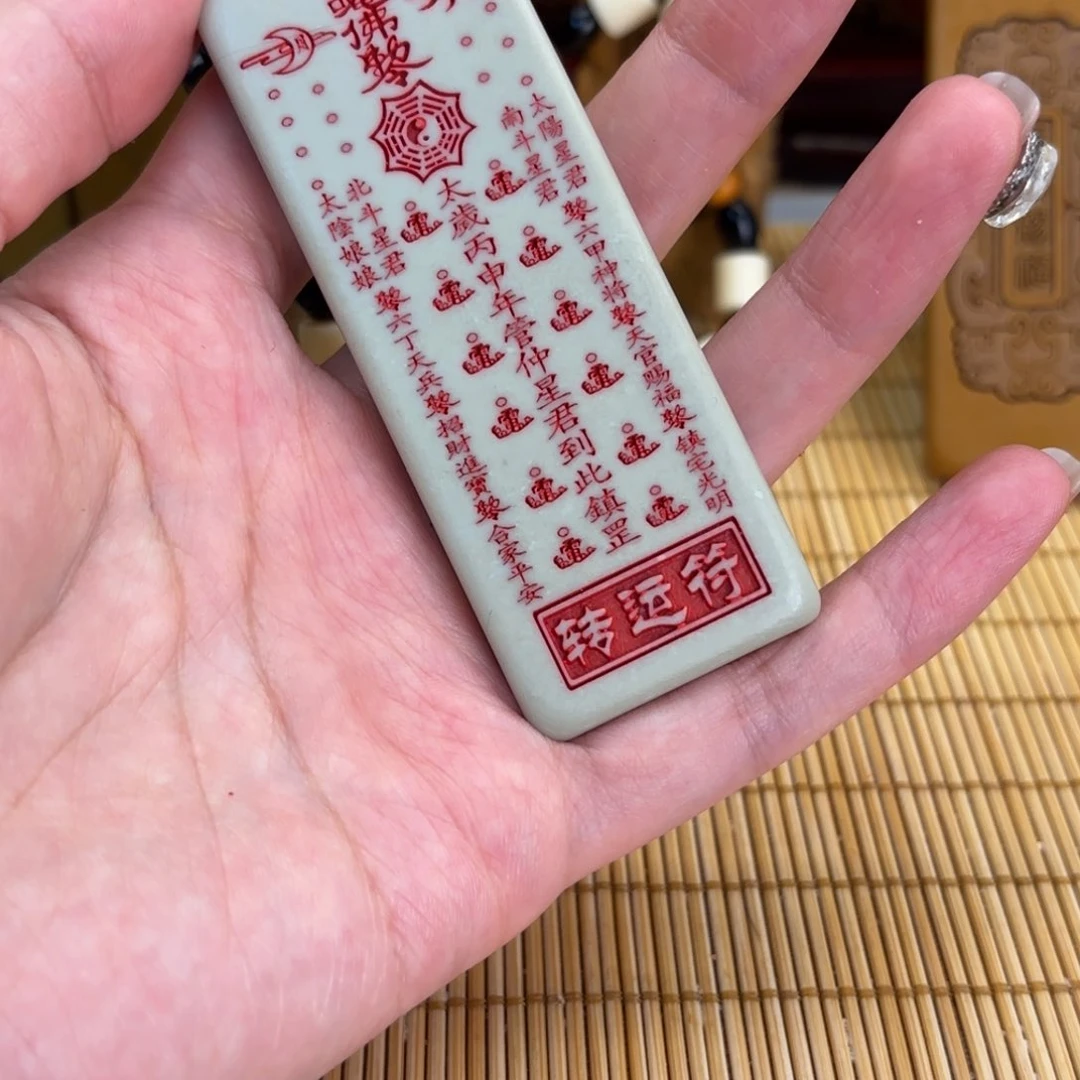 佛
太陽星君
南斗星君
敕六甲神将敕天官賜福敕鎮宅光明
太歲丙申年管仲星君到此鎮罡
北斗星君
太陰娘娘
敕六丁天兵敕招財進寶敕合家平安
转运符